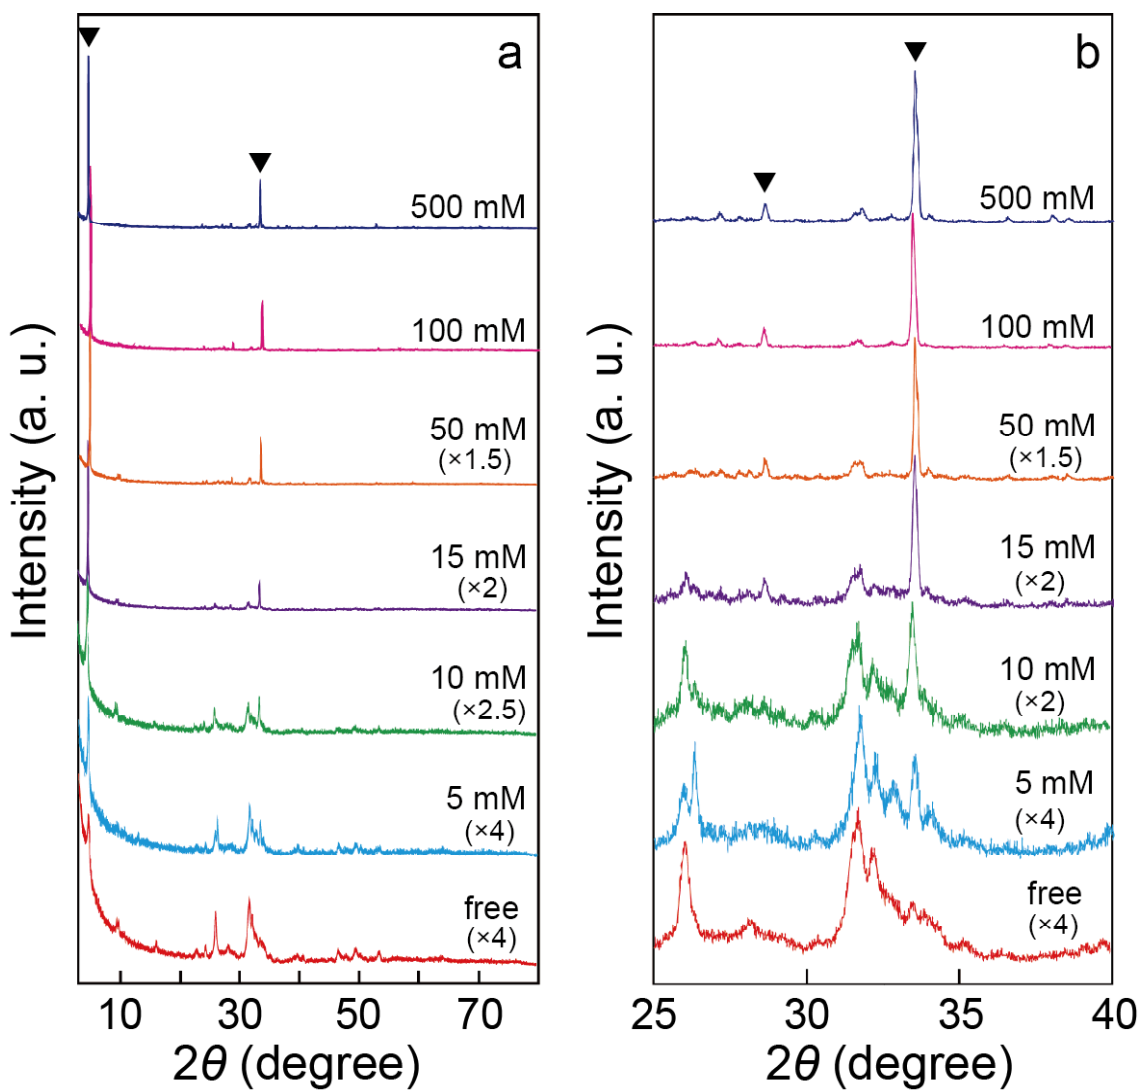 a
500 mM
100 mM
50 mM
(×1.5)
15 mM
(×2)
10 mM
(×2.5)
5 mM
(×4)
free
(×4)
10 30 50 70
2θ (degree)
Intensity (a. u.)
b
500 mM
100 mM
50 mM
(×1.5)
15 mM
(×2)
10 mM
(×2)
5 mM
(×4)
free
(×4)
25 30 35 40
2θ (degree)
Intensity (a. u.)